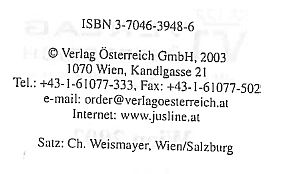 ISBN 3-7046-3948-6
© Verlag Österreich GmbH, 2003
1070 Wien, Kandlgasse 21
Tel.: +43-1-61077-333, Fax: +43-1-61077-502
e-mail: order@verlagoesterreich.at
Internet: www.jusline.at
Satz: Ch. Weismayer, Wien/Salzburg